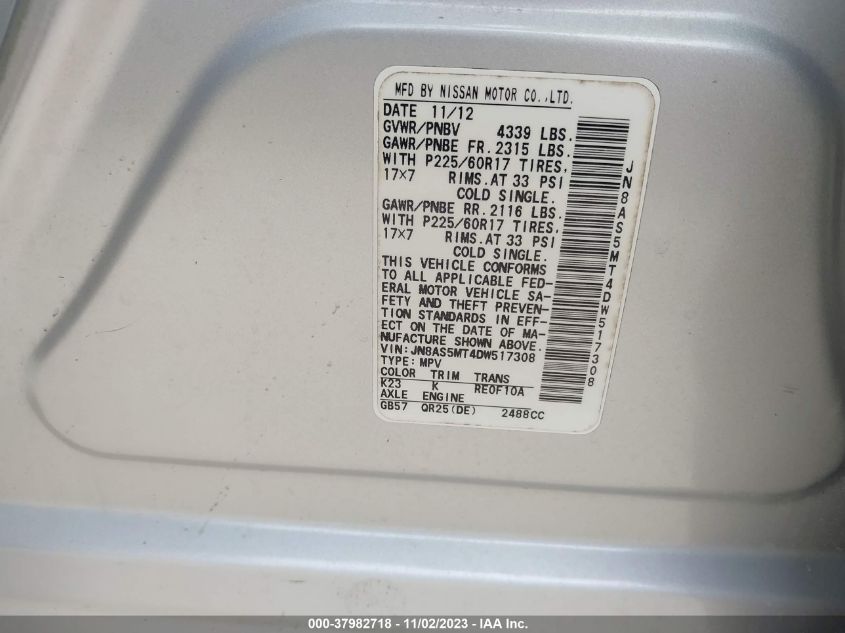 MFD BY NISSAN MOTOR CO.,LTD.
DATE 11/12
GVWR/PNBV 4339 LBS.
GAWR/PNBE FR. 2315 LBS.
WITH P225/60R17 TIRES,
17×7 RIMS. AT 33 PSI
COLD SINGLE.
GAWR/PNBE RR. 2116 LBS.
WITH P225/60R17 TIRES,
17×7 RIMS. AT 33 PSI
COLD SINGLE.
THIS VEHICLE CONFORMS
TO ALL APPLICABLE FED-
ERAL MOTOR VEHICLE SA-
FETY AND THEFT PREVEN-
TION STANDARDS IN EFF-
ECT ON THE DATE OF MA-
NUFACTURE SHOWN ABOVE.
VIN: JN8AS5MT4DW517308
TYPE: MPV
COLOR TRIM TRANS
K23 K RE0F10A
AXLE ENGINE
GB57 QR25(DE) 2488CC
JN8AS5MT4DW517308
000-37982718 - 11/02/2023 - IAA Inc.